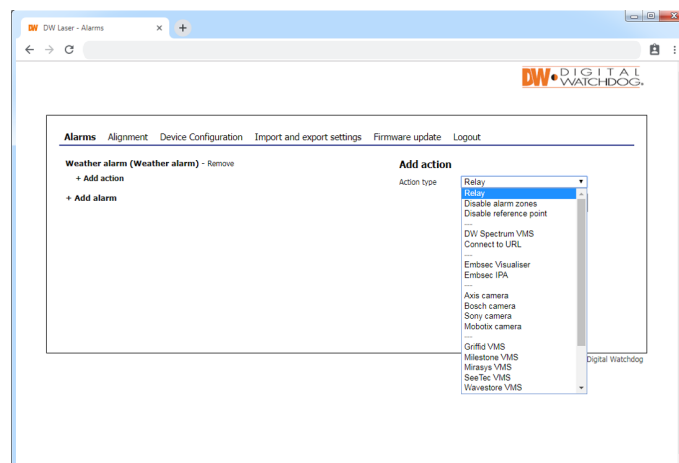 DW DW Laser - Alarms
DW DIGITAL
WATCHDOG®
Alarms Alignment Device Configuration Import and export settings Firmware update Logout
Weather alarm (Weather alarm) - Remove
+ Add action
+ Add alarm
Add action
Action type Relay
Relay
Disable alarm zones
Disable reference point
---
DW Spectrum VMS
Connect to URL
---
Embsec Visualiser
Embsec IPA
---
Axis camera
Bosch camera
Sony camera
Mobotix camera
---
Griffid VMS
Milestone VMS
Mirasys VMS
SeeTec VMS
Wavestore VMS
Digital Watchdog